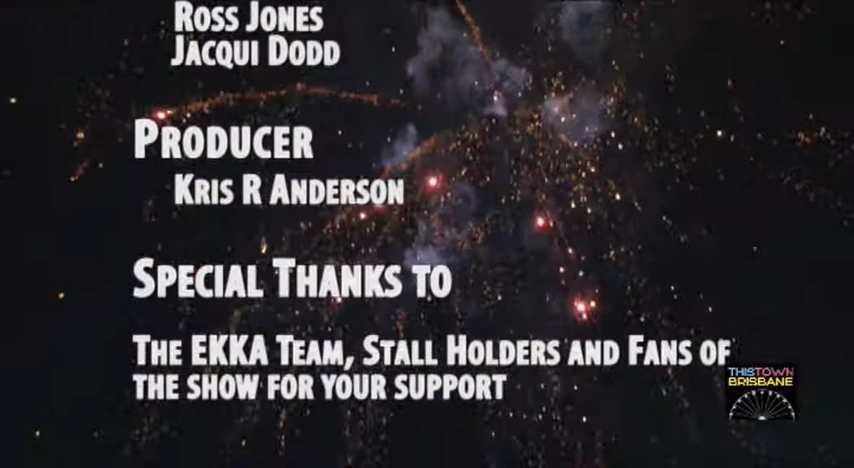 ROSS JONES
JACQUI DODD
PRODUCER
KRIS R ANDERSON
SPECIAL THANKS TO
THE EKKA TEAM, STALL HOLDERS AND FANS OF
THE SHOW FOR YOUR SUPPORT
THISTOWN
BRISBANE